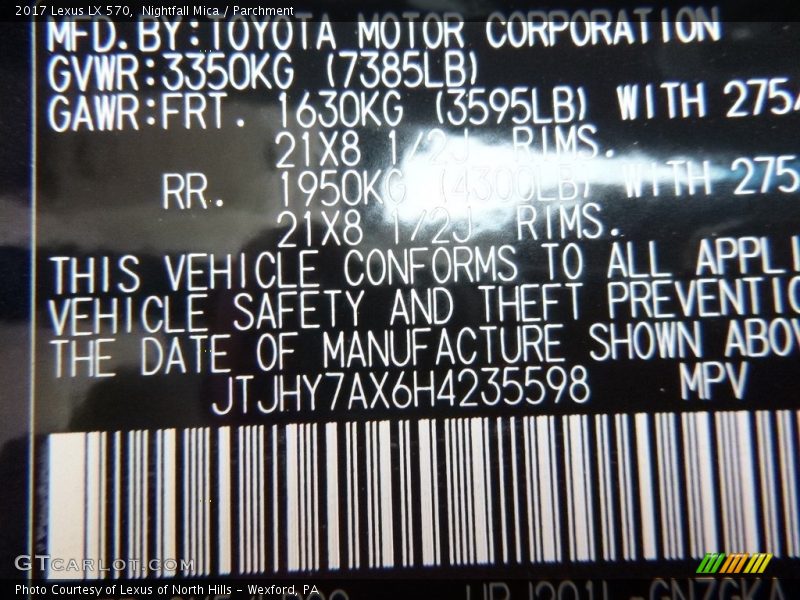 2017 Lexus LX 570, Nightfall Mica / Parchment
MFD. BY: TOYOTA MOTOR CORPORATION
GVWR: 3350KG (7385LB)
GAWR: FRT. 1630KG (3595LB) WITH 275
21X8 1/2J RIMS.
RR. 1950KG (4300LB) WITH 275
21X8 1/2J RIMS.
THIS VEHICLE CONFORMS TO ALL APPLI
VEHICLE SAFETY AND THEFT PREVENTIO
THE DATE OF MANUFACTURE SHOWN ABOV
JTJHY7AX6H4235598 MPV
GTcarlot.com
Photo Courtesy of Lexus of North Hills - Wexford, PA